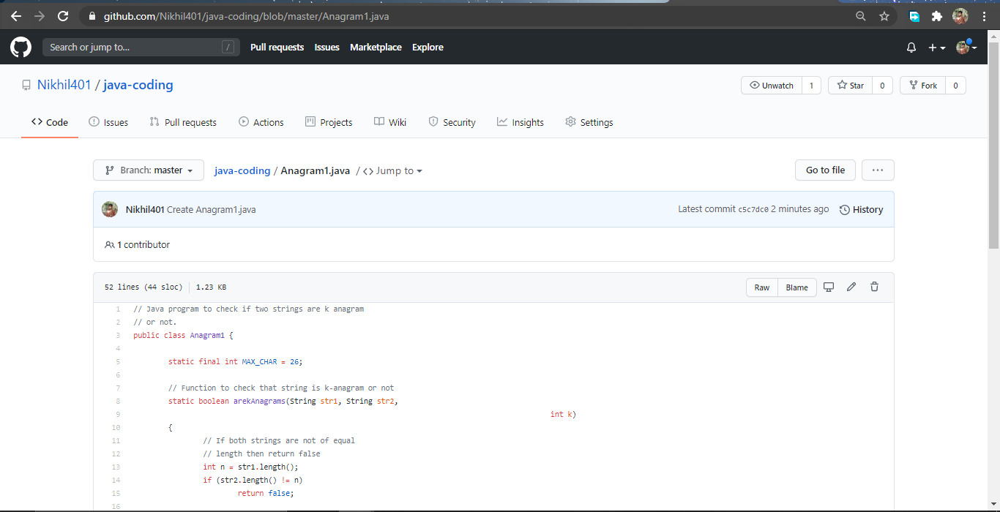 github.com/Nikhil401/java-coding/blob/master/Anagram1.java
Search or jump to... / Pull requests Issues Marketplace Explore
Nikhil401 / java-coding Unwatch 1 Star 0 Fork 0
Code Issues Pull requests Actions Projects Wiki Security Insights Settings
Branch: master java-coding / Anagram1.java / <> Jump to Go to file ...
Nikhil401 Create Anagram1.java Latest commit c5c7dc0 2 minutes ago History
1 contributor
52 lines (44 sloc) 1.23 KB Raw Blame
1 // Java program to check if two strings are k anagram
2 // or not.
3 public class Anagram1 {
4
5 static final int MAX_CHAR = 26;
6
7 // Function to check that string is k-anagram or not
8 static boolean arekAnagrams(String str1, String str2,
9 int k)
10 {
11 // If both strings are not of equal
12 // length then return false
13 int n = str1.length();
14 if (str2.length() != n)
15 return false;
16